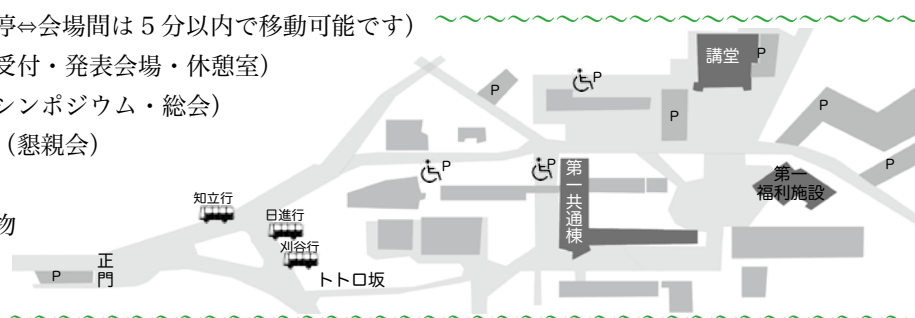 停⇔会場間は 5 分以内で移動可能です）
受付・発表会場・休憩室）
シンポジウム・総会）
（懇親会）
物
講堂
P
P
P
P
P
P
P
P
第一共通棟
第一
福利施設
知立行
日進行
刈谷行
トトロ坂
正門
P